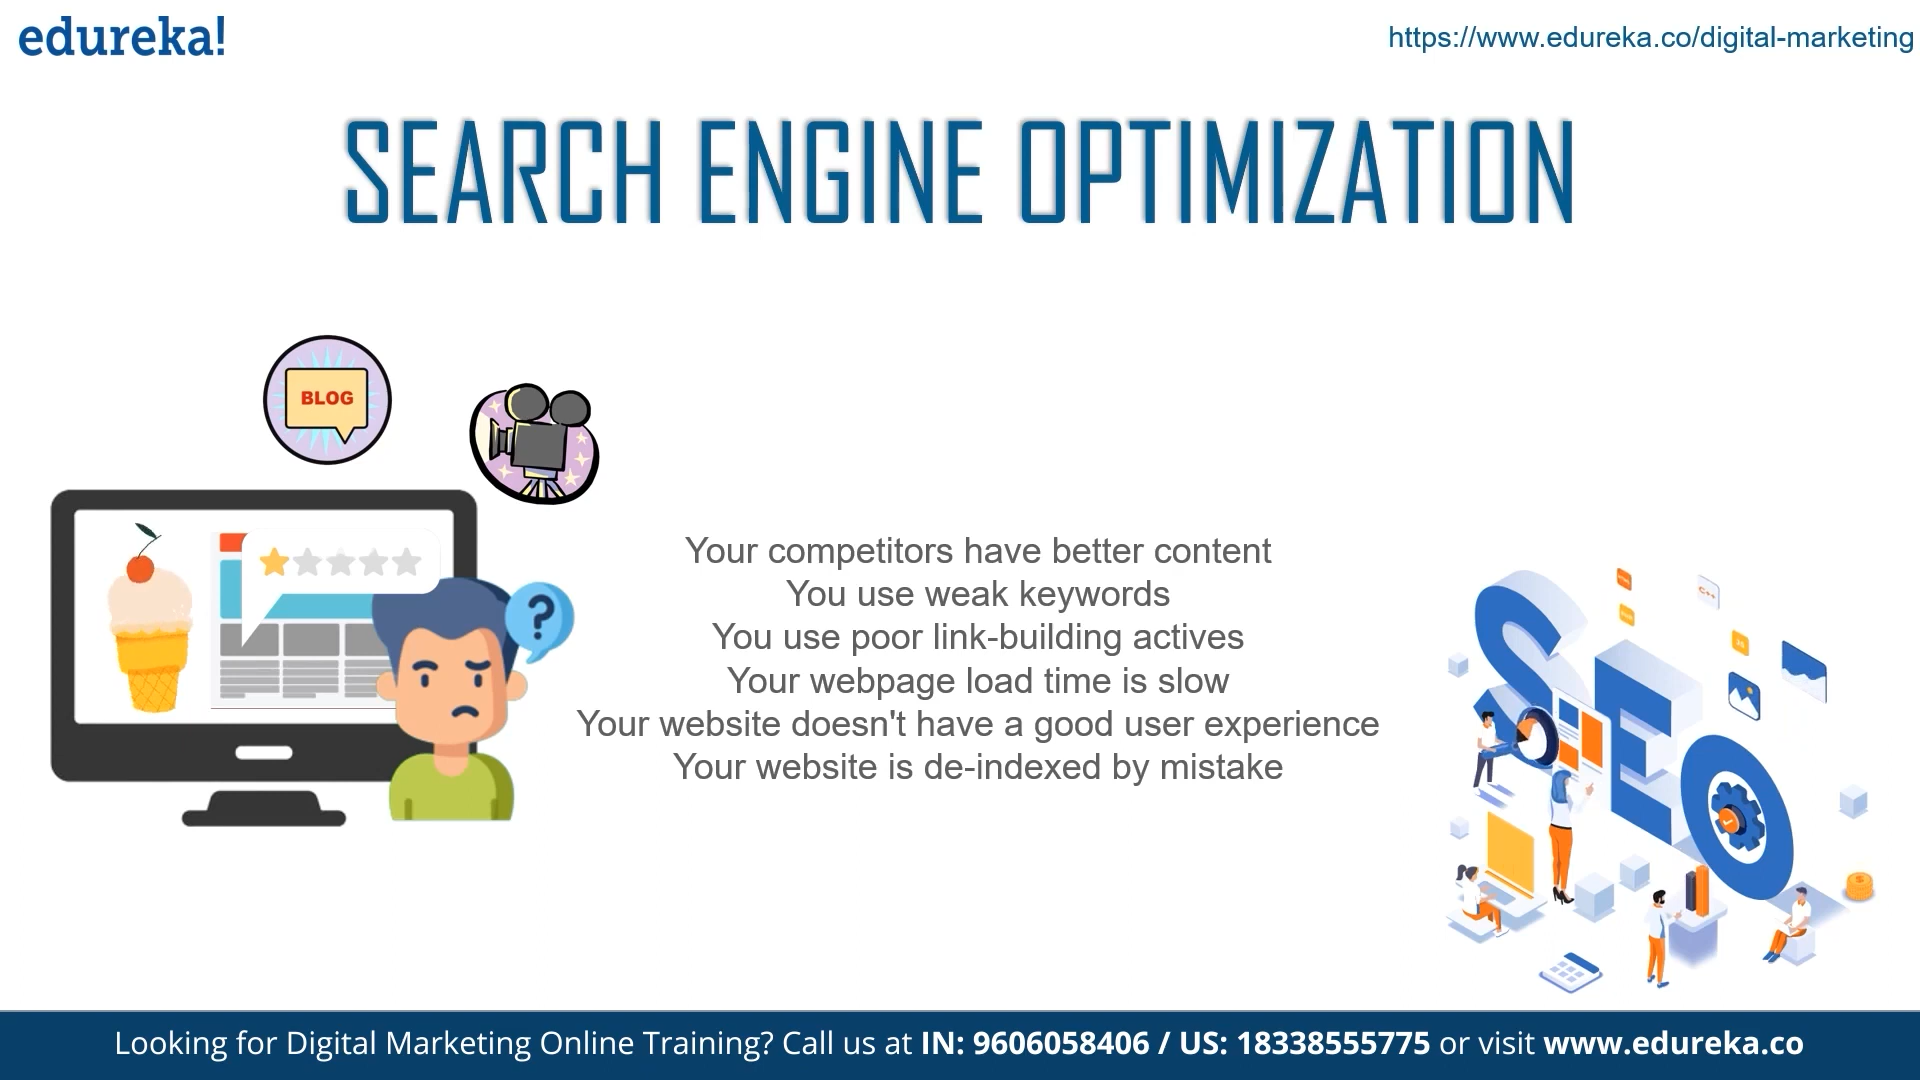 edureka!
https://www.edureka.co/digital-marketing
SEARCH ENGINE OPTIMIZATION
BLOG
?
Your competitors have better content
You use weak keywords
You use poor link-building actives
Your webpage load time is slow
Your website doesn't have a good user experience
Your website is de-indexed by mistake
C++
SEO
Looking for Digital Marketing Online Training? Call us at IN: 9606058406 / US: 18338555775 or visit www.edureka.co